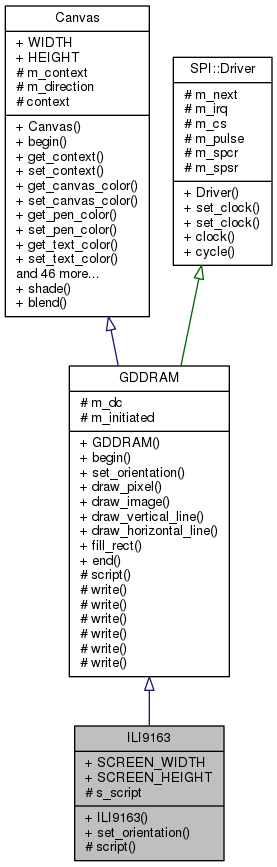 Canvas
+ WIDTH
+ HEIGHT
# m_context
# m_direction
# context
+ Canvas()
+ begin()
+ get_context()
+ set_context()
+ get_canvas_color()
+ set_canvas_color()
+ get_pen_color()
+ set_pen_color()
+ get_text_color()
+ set_text_color()
and 46 more...
+ shade()
+ blend()
SPI::Driver
# m_next
# m_irq
# m_cs
# m_pulse
# m_spcr
# m_spsr
+ Driver()
+ set_clock()
+ set_clock()
+ clock()
+ cycle()
GDDRAM
# m_dc
# m_initiated
+ GDDRAM()
+ begin()
+ set_orientation()
+ draw_pixel()
+ draw_image()
+ draw_vertical_line()
+ draw_horizontal_line()
+ fill_rect()
+ end()
# script()
# write()
# write()
# write()
# write()
# write()
# write()
ILI9163
+ SCREEN_WIDTH
+ SCREEN_HEIGHT
# s_script
+ ILI9163()
+ set_orientation()
# script()